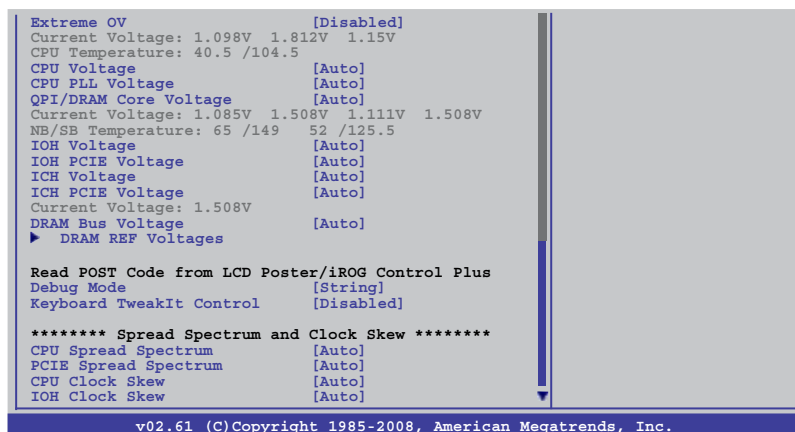 Extreme OV [Disabled]
Current Voltage: 1.098V 1.812V 1.15V
CPU Temperature: 40.5 /104.5
CPU Voltage [Auto]
CPU PLL Voltage [Auto]
QPI/DRAM Core Voltage [Auto]
Current Voltage: 1.085V 1.508V 1.111V 1.508V
NB/SB Temperature: 65 /149 52 /125.5
IOH Voltage [Auto]
IOH PCIE Voltage [Auto]
ICH Voltage [Auto]
ICH PCIE Voltage [Auto]
Current Voltage: 1.508V
DRAM Bus Voltage [Auto]
DRAM REF Voltages
Read POST Code from LCD Poster/iROG Control Plus
Debug Mode [String]
Keyboard TweakIt Control [Disabled]
******** Spread Spectrum and Clock Skew ********
CPU Spread Spectrum [Auto]
PCIE Spread Spectrum [Auto]
CPU Clock Skew [Auto]
IOH Clock Skew [Auto]
v02.61 (C)Copyright 1985-2008, American Megatrends, Inc.